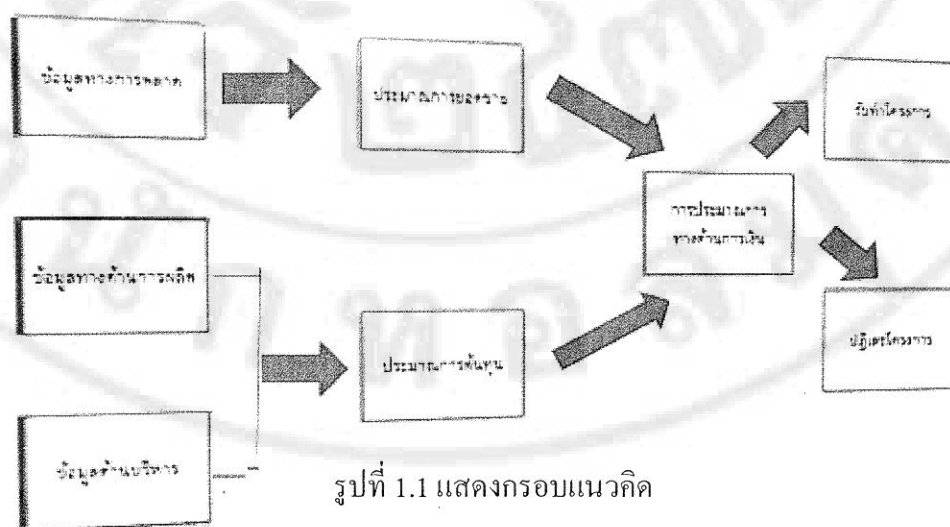 ข้อมูลทางการตลาด
ประมาณการยอดขาย
รับทำโครงการ
การประมาณการ
ทางด้านการเงิน
ข้อมูลทางด้านการผลิต
ประมาณการต้นทุน
ปฏิเสธโครงการ
ข้อมูลด้านบริหาร
รูปที่ 1.1 แสดงกรอบแนวคิด